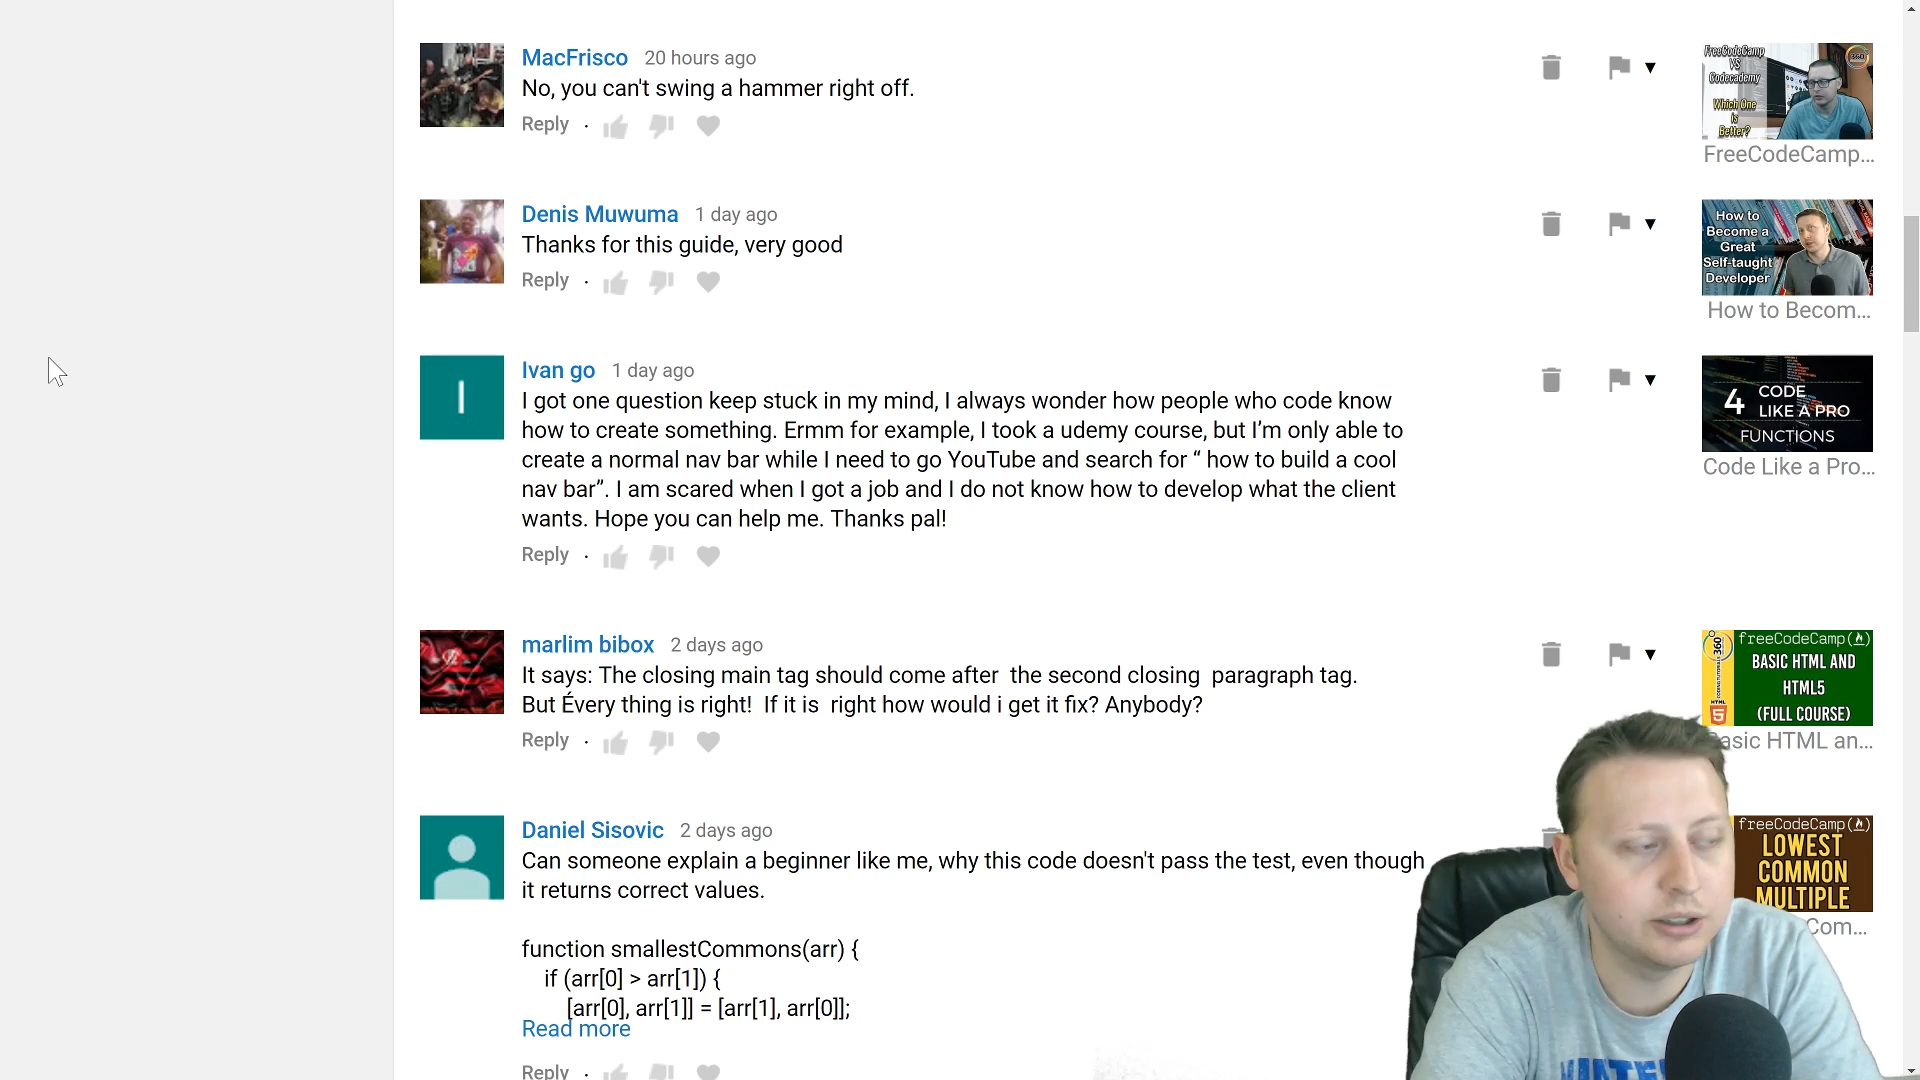 MacFrisco 20 hours ago
No, you can't swing a hammer right off.
Reply
FreeCodeCamp
VS
Codecademy
Which One
Is
Better?
360
FreeCodeCamp...
Denis Muwuma 1 day ago
Thanks for this guide, very good
Reply
How to
Become a
Great
Self-taught
Developer
How to Becom...
I
Ivan go 1 day ago
I got one question keep stuck in my mind, I always wonder how people who code know
how to create something. Ermm for example, I took a udemy course, but I’m only able to
create a normal nav bar while I need to go YouTube and search for “ how to build a cool
nav bar”. I am scared when I got a job and I do not know how to develop what the client
wants. Hope you can help me. Thanks pal!
Reply
4 CODE
LIKE A PRO
FUNCTIONS
Code Like a Pro...
marlim bibox 2 days ago
It says: The closing main tag should come after  the second closing  paragraph tag.
But Évery thing is right!  If it is  right how would i get it fix? Anybody?
Reply
freeCodeCamp
BASIC HTML AND
HTML5
(FULL COURSE)
CODING TUTORIALS 360
HTML
5
asic HTML an...
Daniel Sisovic 2 days ago
Can someone explain a beginner like me, why this code doesn't pass the test, even though
it returns correct values.
function smallestCommons(arr) {
if (arr[0] > arr[1]) {
[arr[0], arr[1]] = [arr[1], arr[0]];
Read more
Reply
freeCodeCamp
LOWEST
COMMON
MULTIPLE
Com...